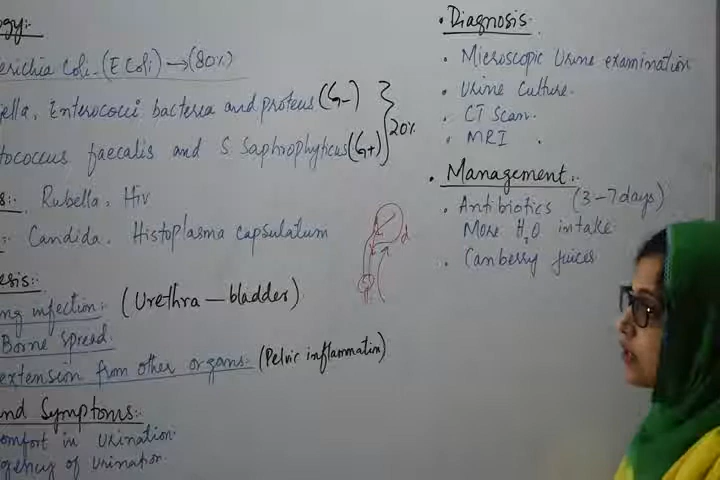 ogy:-
erichia Coli-(E Coli) → (80%)
ella, Enterococci bacteria and proteus (G-)
tococcus faecalis and S. Saphrophyticus (G+)
20%
s:- Rubella, Hiv
:- Candida, Histoplasma capsulatum
esis:-
ng infection:- (Urethra — bladder)
Borne spread.
extension from other organs:- (Pelvic inflammation)
nd Symptoms:-
omfort in urination
gency of urination
• Diagnosis.
• Microscopic Urine examination
• Urine Culture.
• CT Scan.
• MRI .
• Management:-
• Antibiotics (3-7 days)
More H2O intake
• Canberry juices